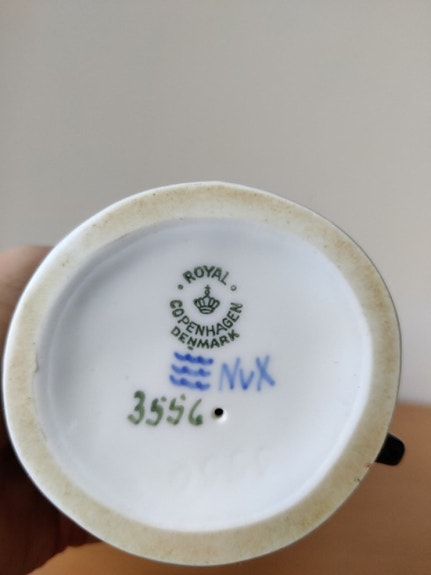 ROYAL
COPENHAGEN
DENMARK
NvX
3556